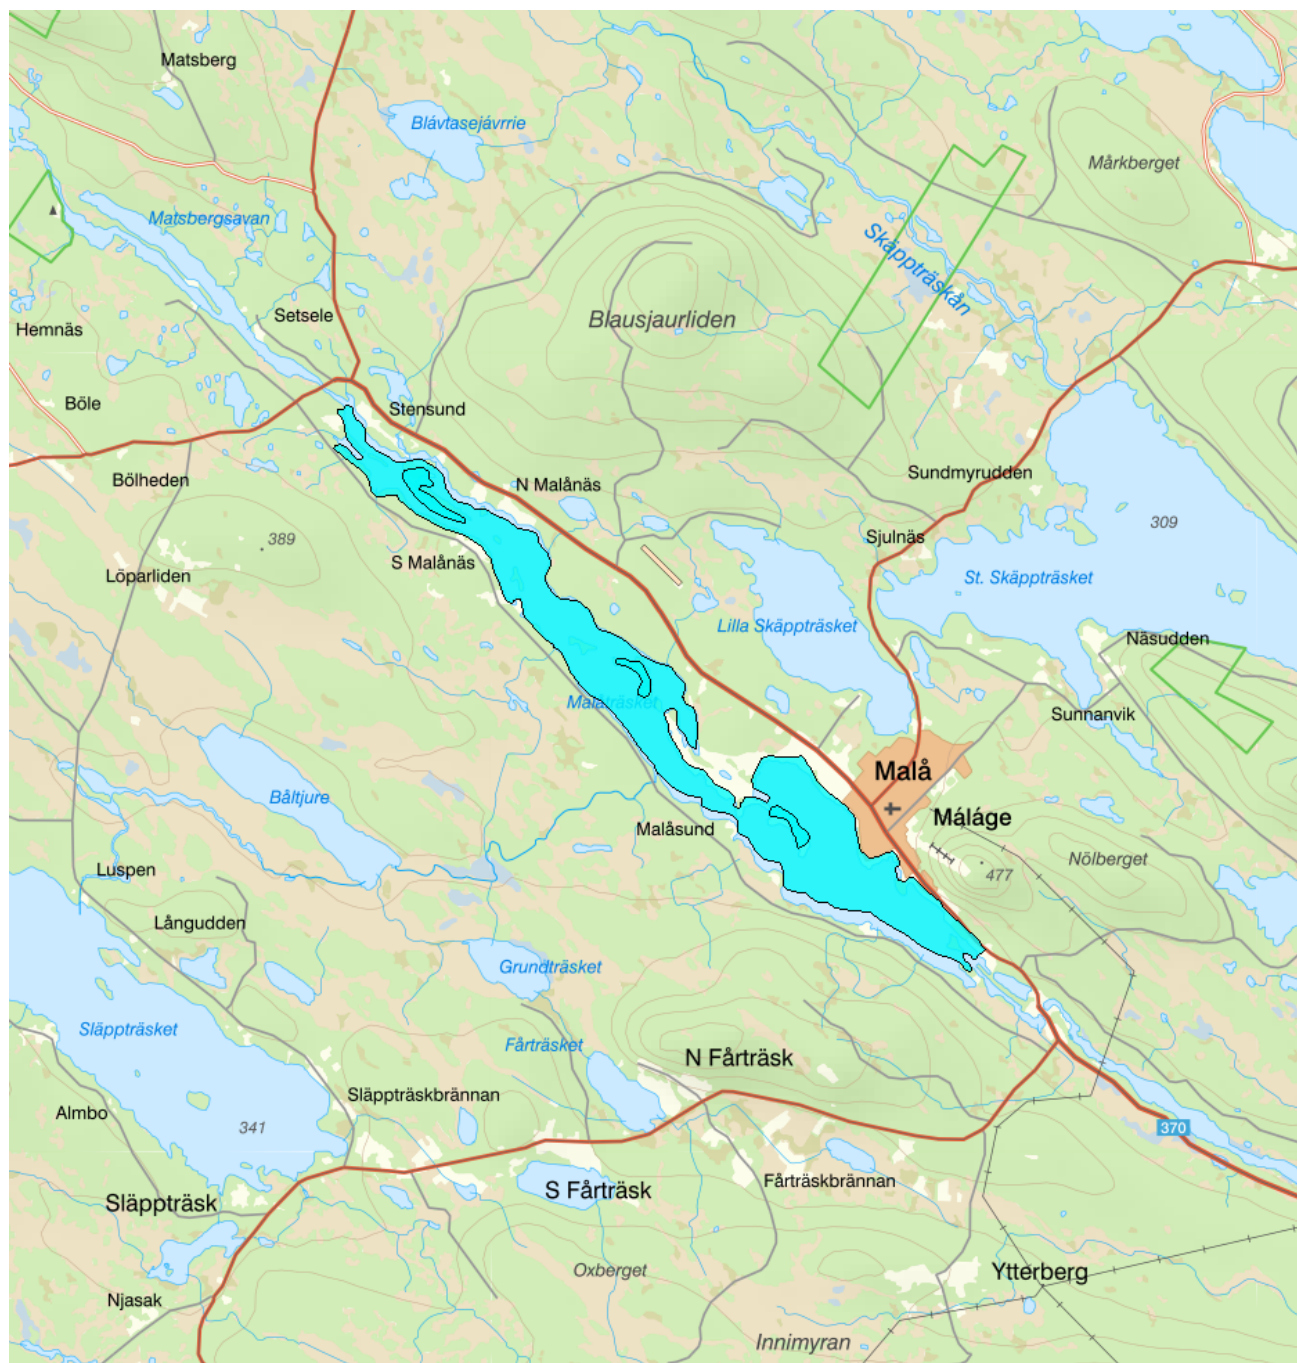 Matsberg
Blávtasejávrrie
Mårkberget
Matsbergsavan
Skäppträskån
Setsele
Blausjaurliden
Hemnäs
Böle
Stensund
Bölheden
N Malånäs
Sundmyrudden
389
309
Sjulnäs
S Malånäs
Löparliden
St. Skäppträsket
Lilla Skäppträsket
Näsudden
Malåträsket
Sunnanvik
Malå
Båltjure
Malåsund
Máláge
Nölberget
Luspen
477
Långudden
Grundträsket
Släppträsket
Fårträsket
N Fårträsk
Släppträskbrännan
Almbo
341
370
Fårträskbrännan
S Fårträsk
Släppträsk
Oxberget
Ytterberg
Njasak
Innimyran